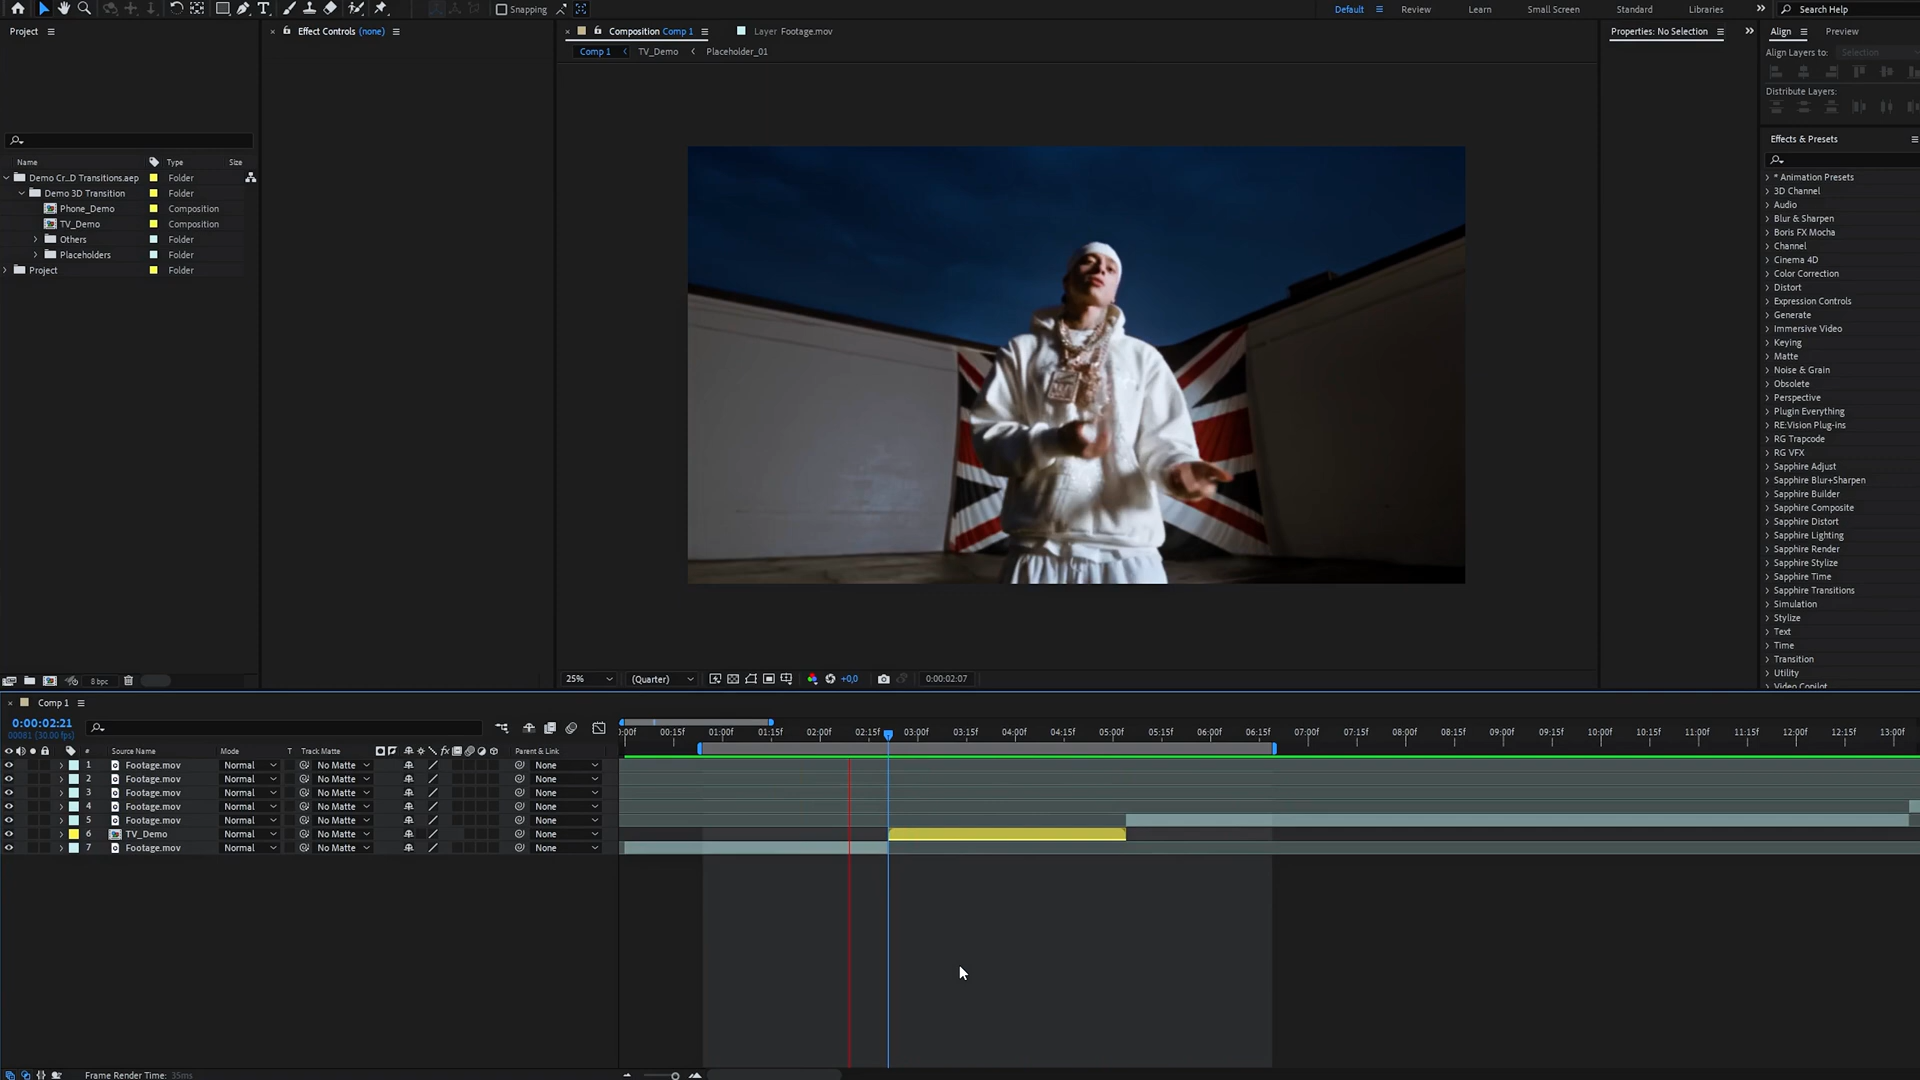 Snapping
Default
Review
Learn
Small Screen
Standard
Libraries
Search Help
Project
Effect Controls (none)
Composition Comp 1
Layer Footage.mov
Properties: No Selection
Align
Preview
Comp 1
TV_Demo
Placeholder_01
Align Layers to:
Selection
Distribute Layers:
Effects & Presets
Name
Type
Size
Demo Cr...D Transitions.aep
Folder
Demo 3D Transition
Folder
Phone_Demo
Composition
TV_Demo
Composition
Others
Folder
Placeholders
Folder
Project
Folder
* Animation Presets
3D Channel
Audio
Blur & Sharpen
Boris FX Mocha
Channel
Cinema 4D
Color Correction
Distort
Expression Controls
Generate
Immersive Video
Keying
Matte
Noise & Grain
Obsolete
Perspective
Plugin Everything
RE:Vision Plug-ins
RG Trapcode
RG VFX
Sapphire Adjust
Sapphire Blur+Sharpen
Sapphire Builder
Sapphire Composite
Sapphire Distort
Sapphire Lighting
Sapphire Render
Sapphire Stylize
Sapphire Time
Sapphire Transitions
Simulation
Stylize
Text
Time
Transition
Utility
Video Copilot
8 bpc
25%
(Quarter)
+0,0
0:00:02:07
Comp 1
0:00:02:21
00081 (30.00 fps)
:00f 00:15f 01:00f 01:15f 02:00f 02:15f 03:00f 03:15f 04:00f 04:15f 05:00f 05:15f 06:00f 06:15f 07:00f 07:15f 08:00f 08:15f 09:00f 09:15f 10:00f 10:15f 11:00f 11:15f 12:00f 12:15f 13:00f
# Source Name Mode T Track Matte fx Parent & Link
1 Footage.mov Normal No Matte None
2 Footage.mov Normal No Matte None
3 Footage.mov Normal No Matte None
4 Footage.mov Normal No Matte None
5 Footage.mov Normal No Matte None
6 TV_Demo Normal No Matte None
7 Footage.mov Normal No Matte None
Frame Render Time: 35ms